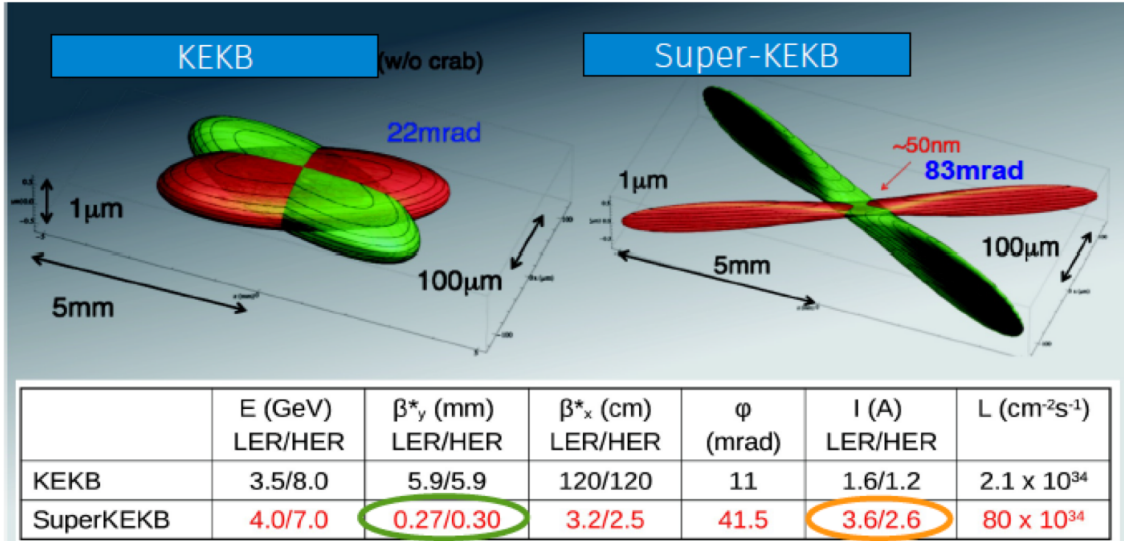 KEKB
(w/o crab)
Super-KEKB
22mrad
~50nm
83mrad
1μm
1μm
100μm
100μm
5mm
5mm
E (GeV) LER/HER
β*y (mm) LER/HER
β*x (cm) LER/HER
φ (mrad)
I (A) LER/HER
L (cm-2s-1)
KEKB 3.5/8.0 5.9/5.9 120/120 11 1.6/1.2 2.1 x 10³⁴
SuperKEKB 4.0/7.0 0.27/0.30 3.2/2.5 41.5 3.6/2.6 80 x 10³⁴